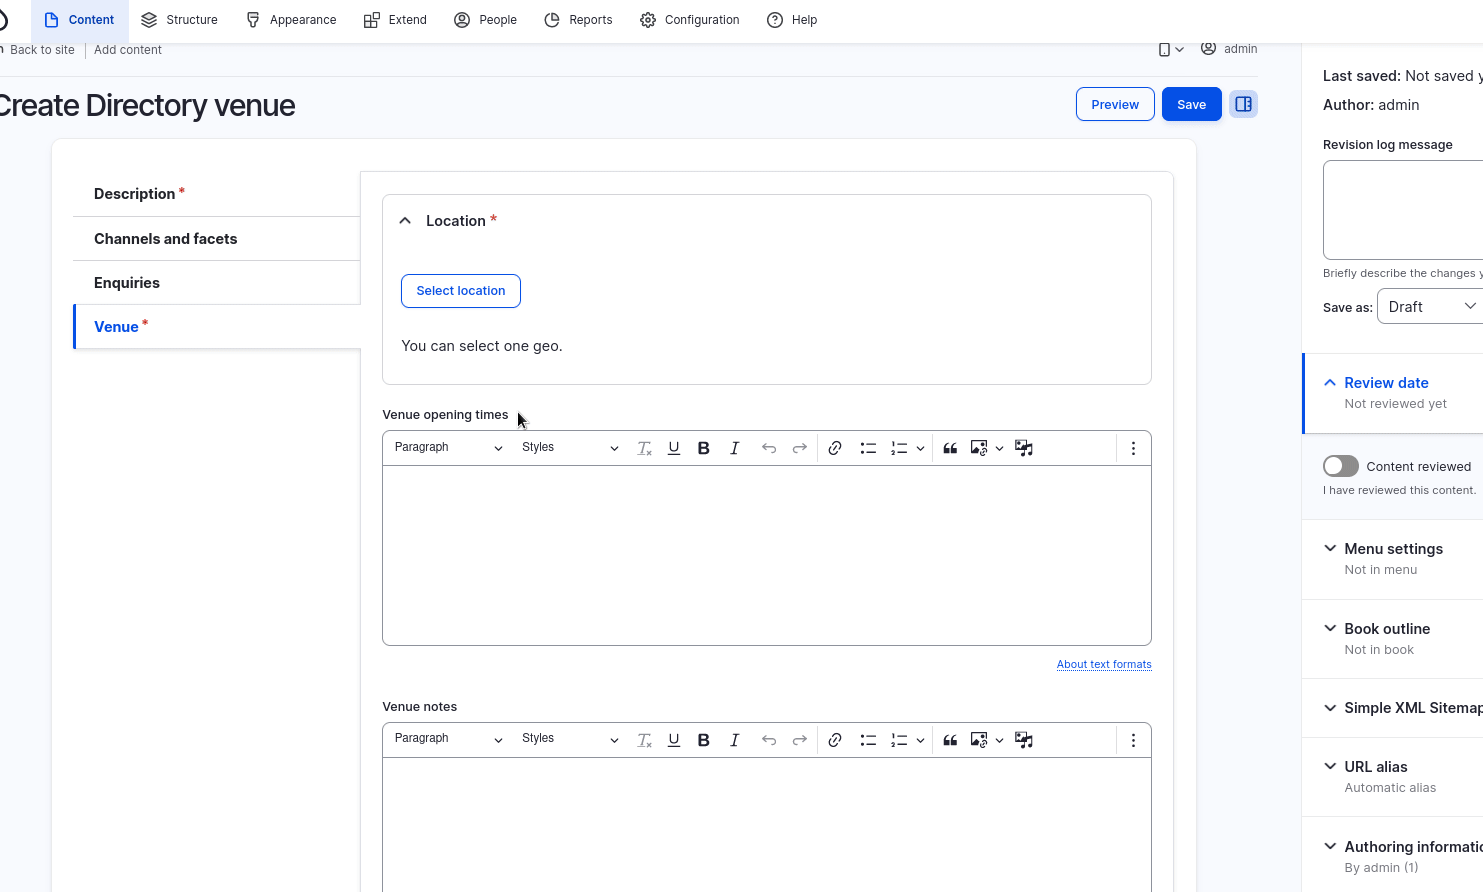 Content
Structure
Appearance
Extend
People
Reports
Configuration
Help
Back to site
Add content
admin
Create Directory venue
Preview
Save
Description *
Channels and facets
Enquiries
Venue *
Location *
Select location
You can select one geo.
Venue opening times
Paragraph
Styles
About text formats
Venue notes
Paragraph
Styles
Last saved: Not saved y
Author: admin
Revision log message
Briefly describe the changes y
Save as: Draft
Review date
Not reviewed yet
Content reviewed
I have reviewed this content.
Menu settings
Not in menu
Book outline
Not in book
Simple XML Sitemap
URL alias
Automatic alias
Authoring informatio
By admin (1)